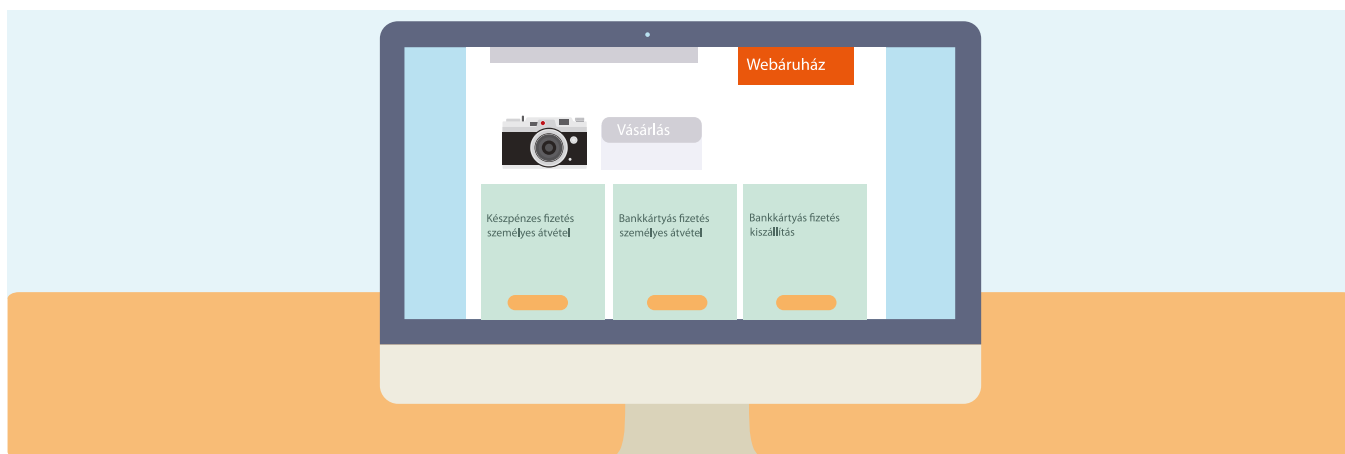 Webáruház
Vásárlás
Készpénzes fizetés
személyes átvétel
Bankkártyás fizetés
személyes átvétel
Bankkártyás fizetés
kiszállítás